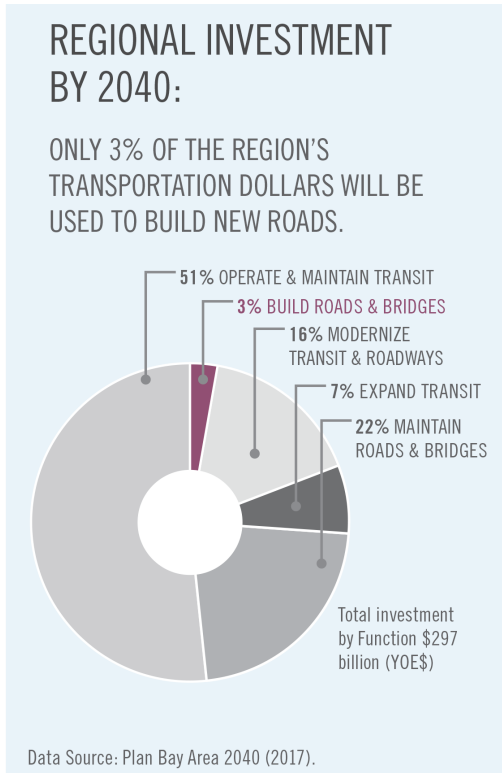 REGIONAL INVESTMENT
BY 2040:
ONLY 3% OF THE REGION'S
TRANSPORTATION DOLLARS WILL BE
USED TO BUILD NEW ROADS.
51% OPERATE & MAINTAIN TRANSIT
3% BUILD ROADS & BRIDGES
16% MODERNIZE
TRANSIT & ROADWAYS
7% EXPAND TRANSIT
22% MAINTAIN
ROADS & BRIDGES
Total investment
by Function $297
billion (YOE$)
Data Source: Plan Bay Area 2040 (2017).